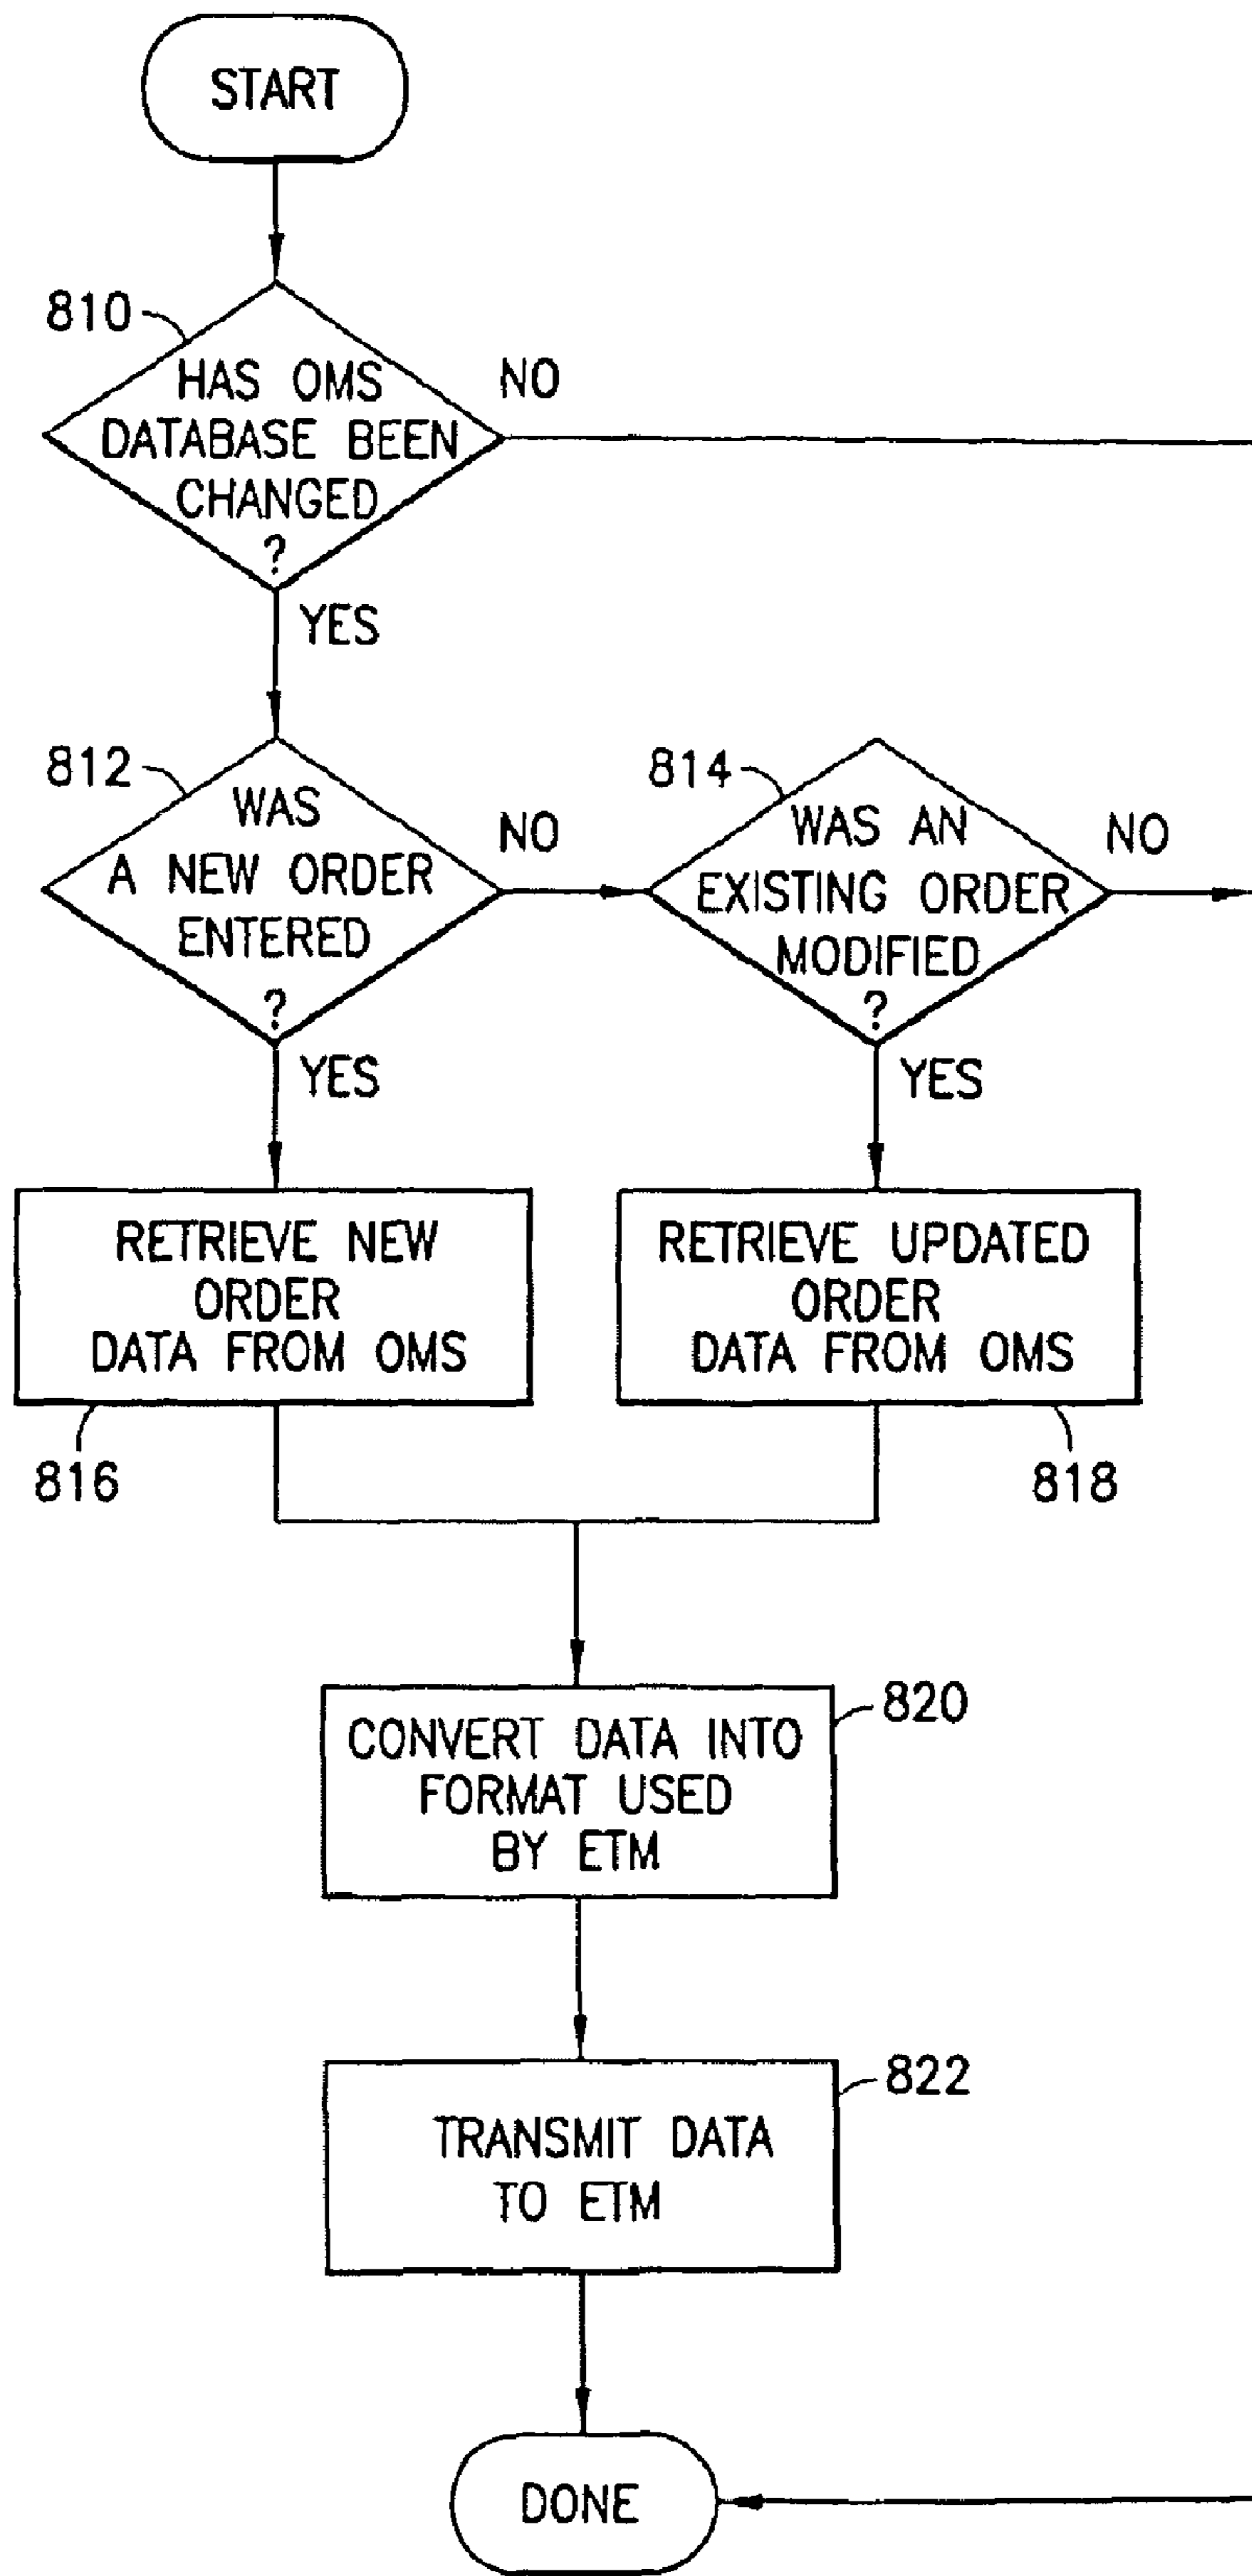 START
810
HAS OMS
DATABASE BEEN
CHANGED
?
NO
YES
812
WAS
A NEW ORDER
ENTERED
?
NO
YES
814
WAS AN
EXISTING ORDER
MODIFIED
?
NO
YES
RETRIEVE NEW
ORDER
DATA FROM OMS
816
RETRIEVE UPDATED
ORDER
DATA FROM OMS
818
CONVERT DATA INTO
FORMAT USED
BY ETM
820
TRANSMIT DATA
TO ETM
822
DONE